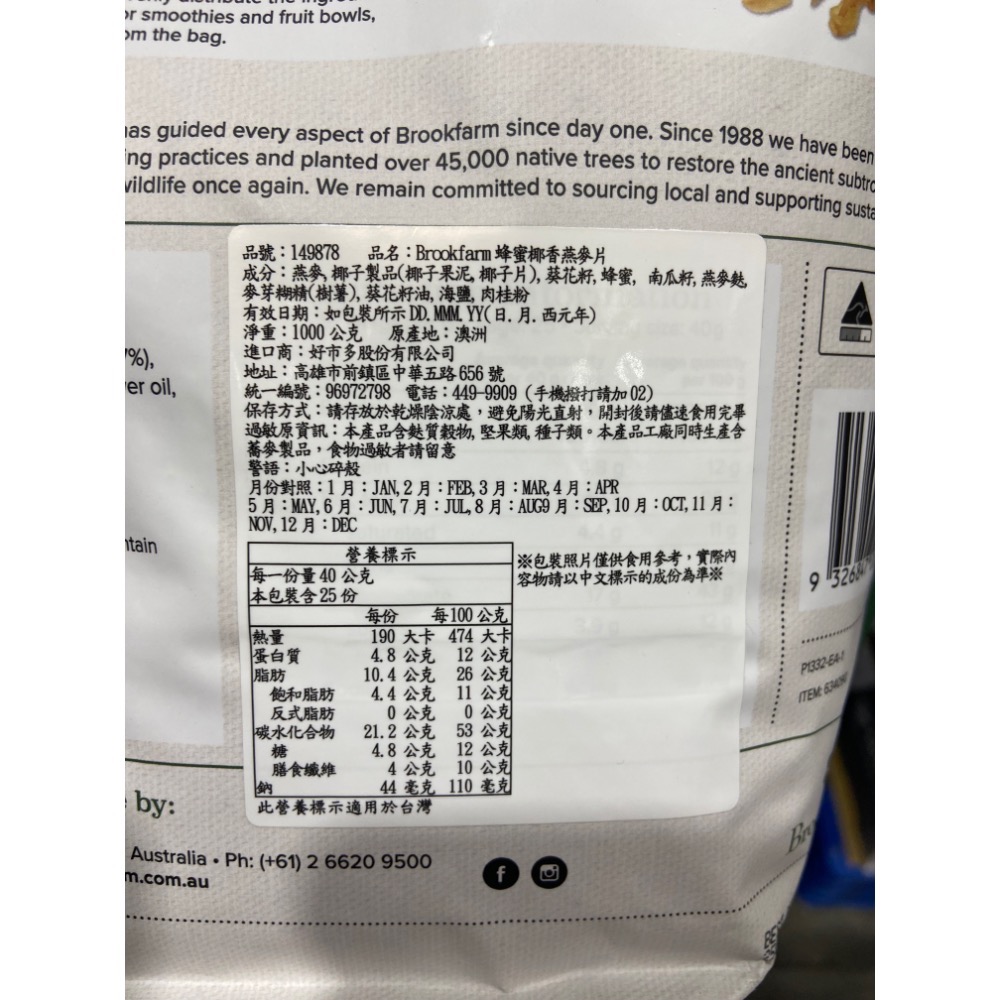 r smoothies and fruit bowls,
om the bag.
as guided every aspect of Brookfarm since day one. Since 1988 we have been
ing practices and planted over 45,000 native trees to restore the ancient subtro
wildlife once again. We remain committed to sourcing local and supporting susta
品號：149878 品名：Brookfarm 蜂蜜椰香燕麥片
成分：燕麥, 椰子製品(椰子果泥, 椰子片), 葵花籽, 蜂蜜, 南瓜籽, 燕麥麩,
麥芽糊精(樹薯), 葵花籽油, 海鹽, 肉桂粉
有效日期：如包裝所示 DD. MMM. YY(日. 月. 西元年)
淨重：1000 公克 原產地：澳洲
進口商：好市多股份有限公司
地址：高雄市前鎮區中華五路 656 號
統一編號：96972798 電話：449-9909 (手機撥打請加 02)
保存方式：請存放於乾燥陰涼處，避免陽光直射，開封後請儘速食用完畢
過敏原資訊：本產品含麩質穀物, 堅果類, 種子類。本產品工廠同時生產含
蕎麥製品，食物過敏者請留意
警語：小心碎殼
月份對照：1 月：JAN, 2 月：FEB, 3 月：MAR, 4 月：APR
5 月：MAY, 6 月：JUN, 7 月：JUL, 8 月：AUG9 月：SEP, 10 月：OCT, 11 月：
NOV, 12 月：DEC
營養標示
每一份量 40 公克
本包裝含 25 份
每份 每 100 公克
熱量 190 大卡 474 大卡
蛋白質 4.8 公克 12 公克
脂肪 10.4 公克 26 公克
飽和脂肪 4.4 公克 11 公克
反式脂肪 0 公克 0 公克
碳水化合物 21.2 公克 53 公克
糖 4.8 公克 12 公克
膳食纖維 4 公克 10 公克
鈉 44 毫克 110 毫克
此營養標示適用於台灣
※包裝照片僅供食用參考，實際內
容物請以中文標示的成份為準※
%),
er oil,
tain
by:
Australia • Ph: (+61) 2 6620 9500
m.com.au
P1332-EA-1
ITEM: